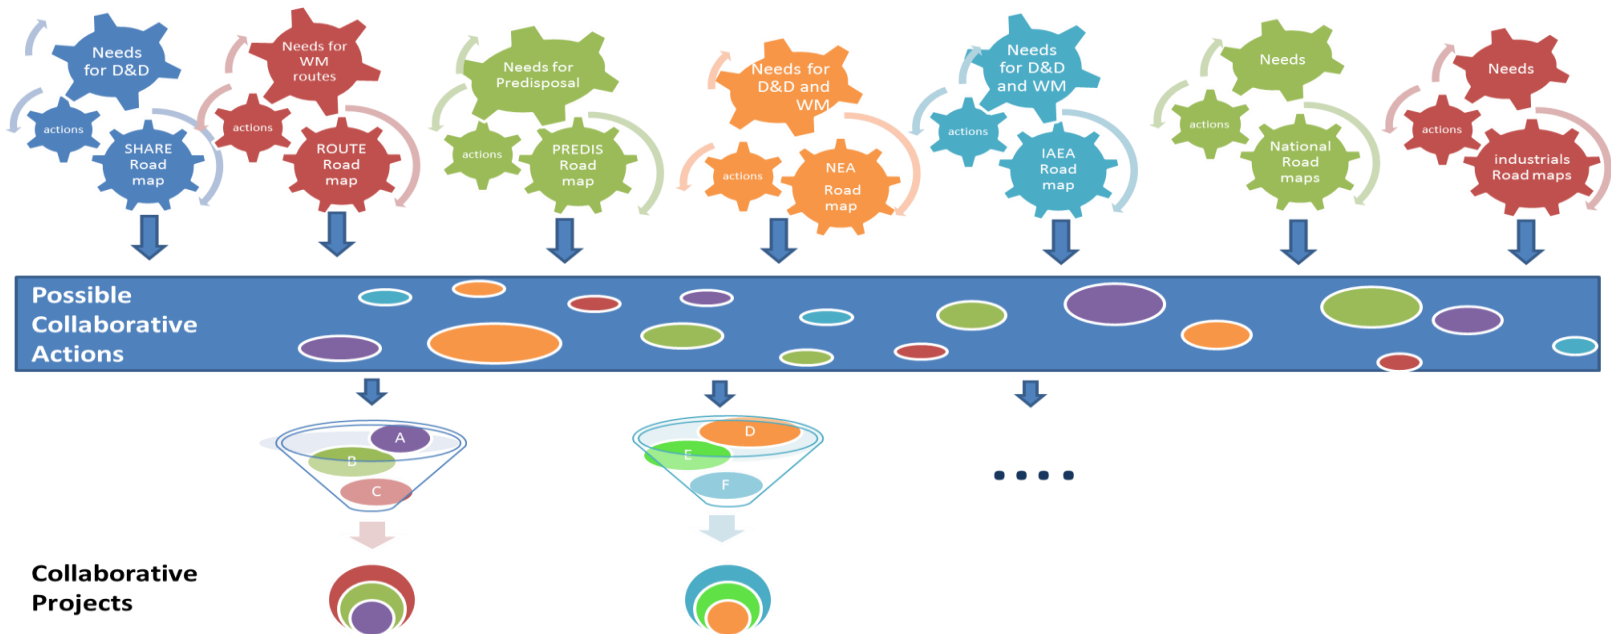 Needs
for D&D
actions
SHARE
Road
map
Needs for
WM
routes
actions
ROUTE
Road
map
Needs for
Predisposal
actions
PREDIS
Road
map
Needs for
D&D and
WM
actions
NEA
Road
map
Needs
for D&D
and WM
actions
IAEA
Road
map
Needs
actions
National
Road
maps
Needs
actions
industrials
Road maps
Possible
Collaborative
Actions
A
B
C
D
E
F
Collaborative
Projects